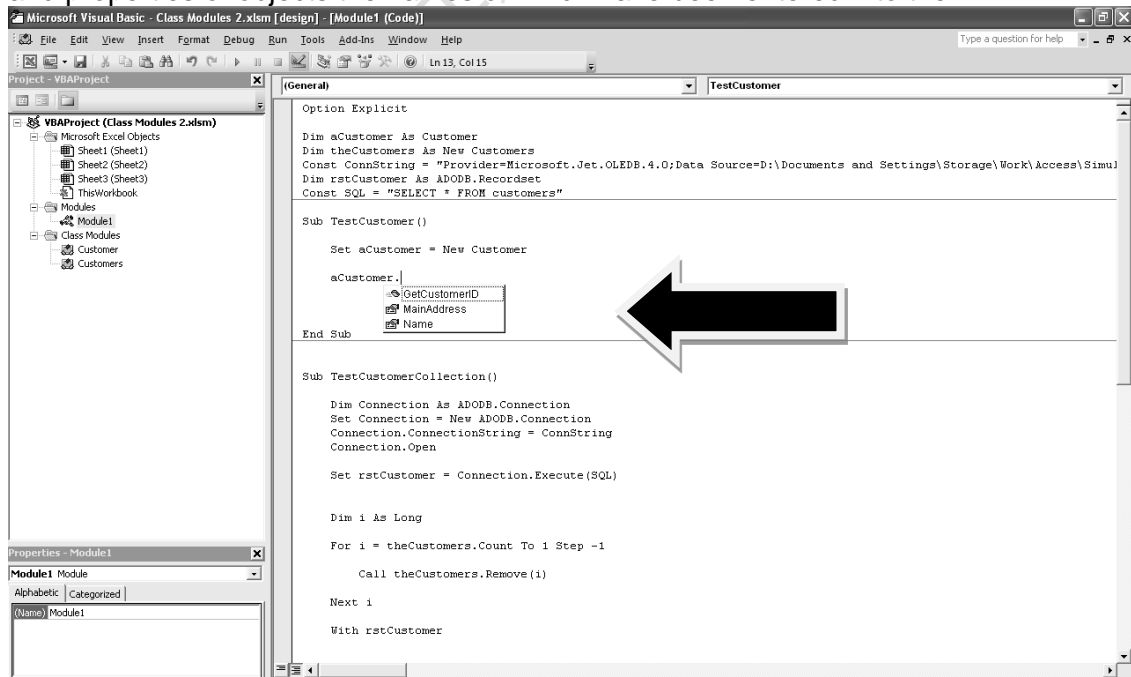 Microsoft Visual Basic - Class Modules 2.xlsm [design] - [Module1 (Code)]
File Edit View Insert Format Debug Run Tools Add-Ins Window Help
Type a question for help
Ln 13, Col 15
Project - VBAProject
VBAProject (Class Modules 2.xlsm)
Microsoft Excel Objects
Sheet1 (Sheet1)
Sheet2 (Sheet2)
Sheet3 (Sheet3)
ThisWorkbook
Modules
Module1
Class Modules
Customer
Customers
Properties - Module1
Module1 Module
Alphabetic Categorized
(Name) Module1
(General) TestCustomer
Option Explicit
Dim aCustomer As Customer
Dim theCustomers As New Customers
Const ConnString = "Provider=Microsoft.Jet.OLEDB.4.0;Data Source=D:\Documents and Settings\Storage\Work\Access\Simul
Dim rstCustomer As ADODB.Recordset
Const SQL = "SELECT * FROM customers"
Sub TestCustomer()
Set aCustomer = New Customer
aCustomer.
GetCustomerID
MainAddress
Name
End Sub
Sub TestCustomerCollection()
Dim Connection As ADODB.Connection
Set Connection = New ADODB.Connection
Connection.ConnectionString = ConnString
Connection.Open
Set rstCustomer = Connection.Execute(SQL)
Dim i As Long
For i = theCustomers.Count To 1 Step -1
Call theCustomers.Remove(i)
Next i
With rstCustomer